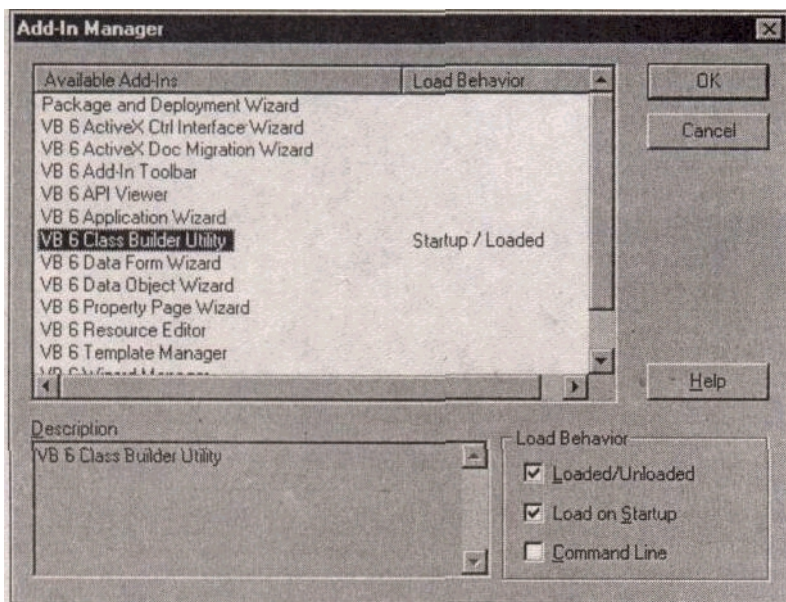 Add-In Manager
Available Add-Ins Load Behavior
Package and Deployment Wizard
VB 6 ActiveX Ctrl Interface Wizard
VB 6 ActiveX Doc Migration Wizard
VB 6 Add-In Toolbar
VB 6 API Viewer
VB 6 Application Wizard
VB 6 Class Builder Utility Startup / Loaded
VB 6 Data Form Wizard
VB 6 Data Object Wizard
VB 6 Property Page Wizard
VB 6 Resource Editor
VB 6 Template Manager
OK
Cancel
Help
Description
VB 6 Class Builder Utility
Load Behavior
Loaded/Unloaded
Load on Startup
Command Line